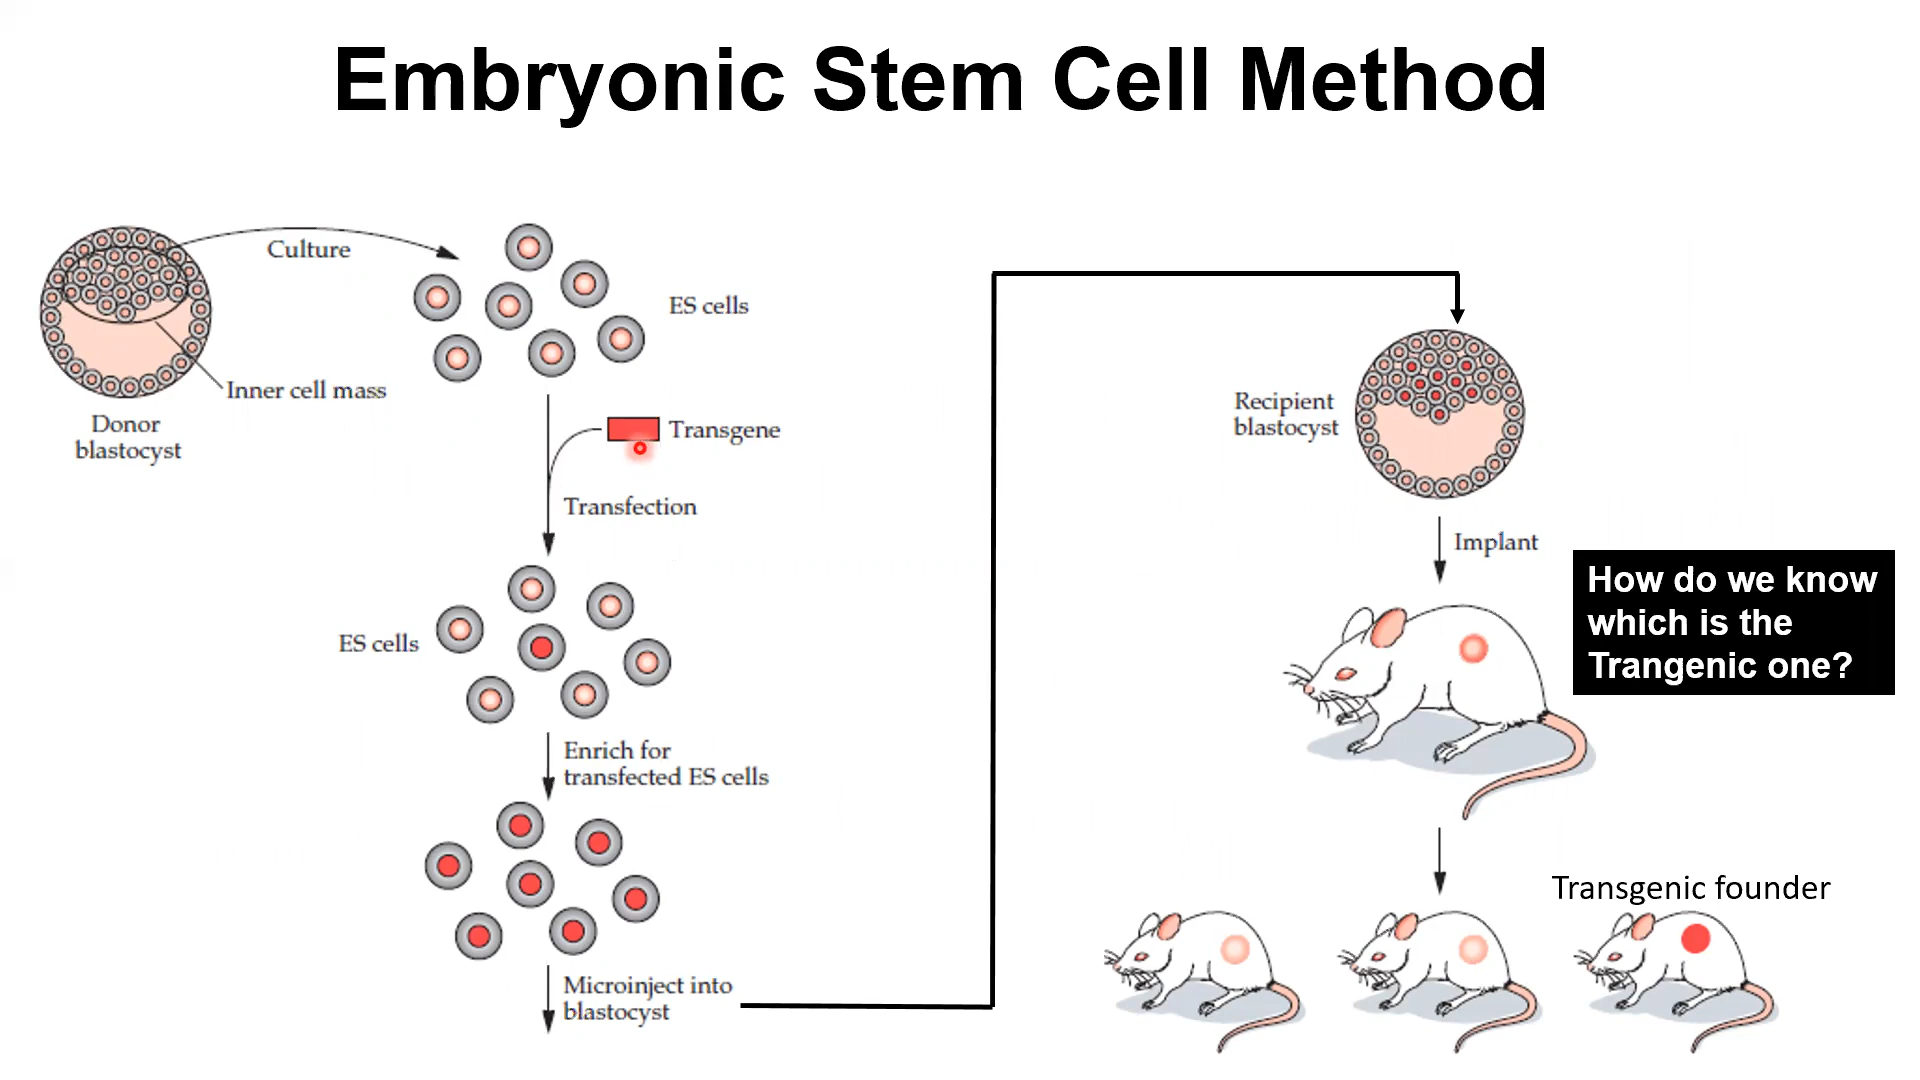 Embryonic Stem Cell Method
Culture
ES cells
Inner cell mass
Donor
blastocyst
Transgene
Transfection
ES cells
Enrich for
transfected ES cells
Microinject into
blastocyst
Recipient
blastocyst
Implant
How do we know
which is the
Trangenic one?
Transgenic founder